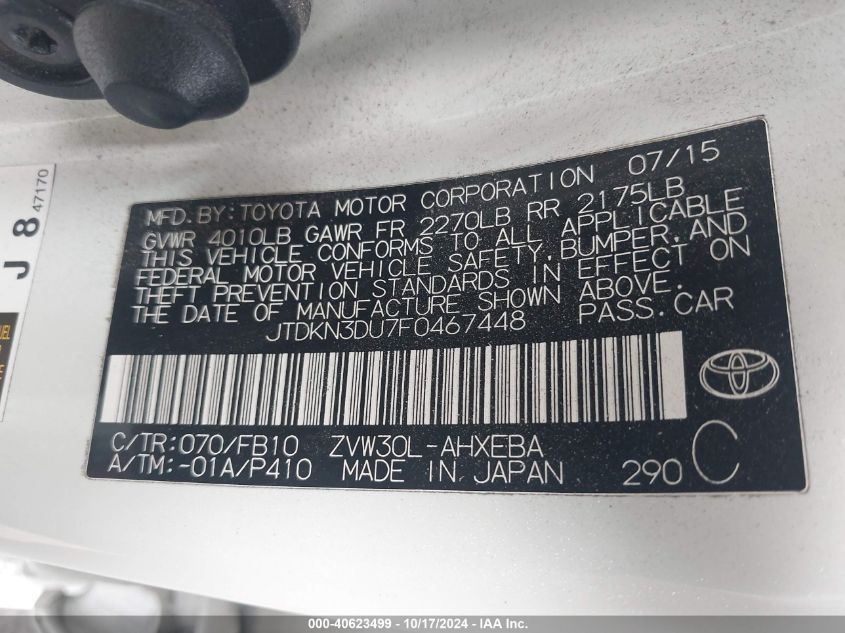 MFD. BY: TOYOTA MOTOR CORPORATION 07/15
GVWR 4010LB GAWR FR 2270LB RR 2175LB
THIS VEHICLE CONFORMS TO ALL APPLICABLE
FEDERAL MOTOR VEHICLE SAFETY, BUMPER, AND
THEFT PREVENTION STANDARDS IN EFFECT ON
THE DATE OF MANUFACTURE SHOWN ABOVE.
JTDKN3DU7F0467448 PASS. CAR
C/TR: 070/FB10 ZVW30L-AHXEBA
A/TM: -01A/P410 MADE IN JAPAN 290 C
J 8 47170
000-40623499 - 10/17/2024 - IAA Inc.